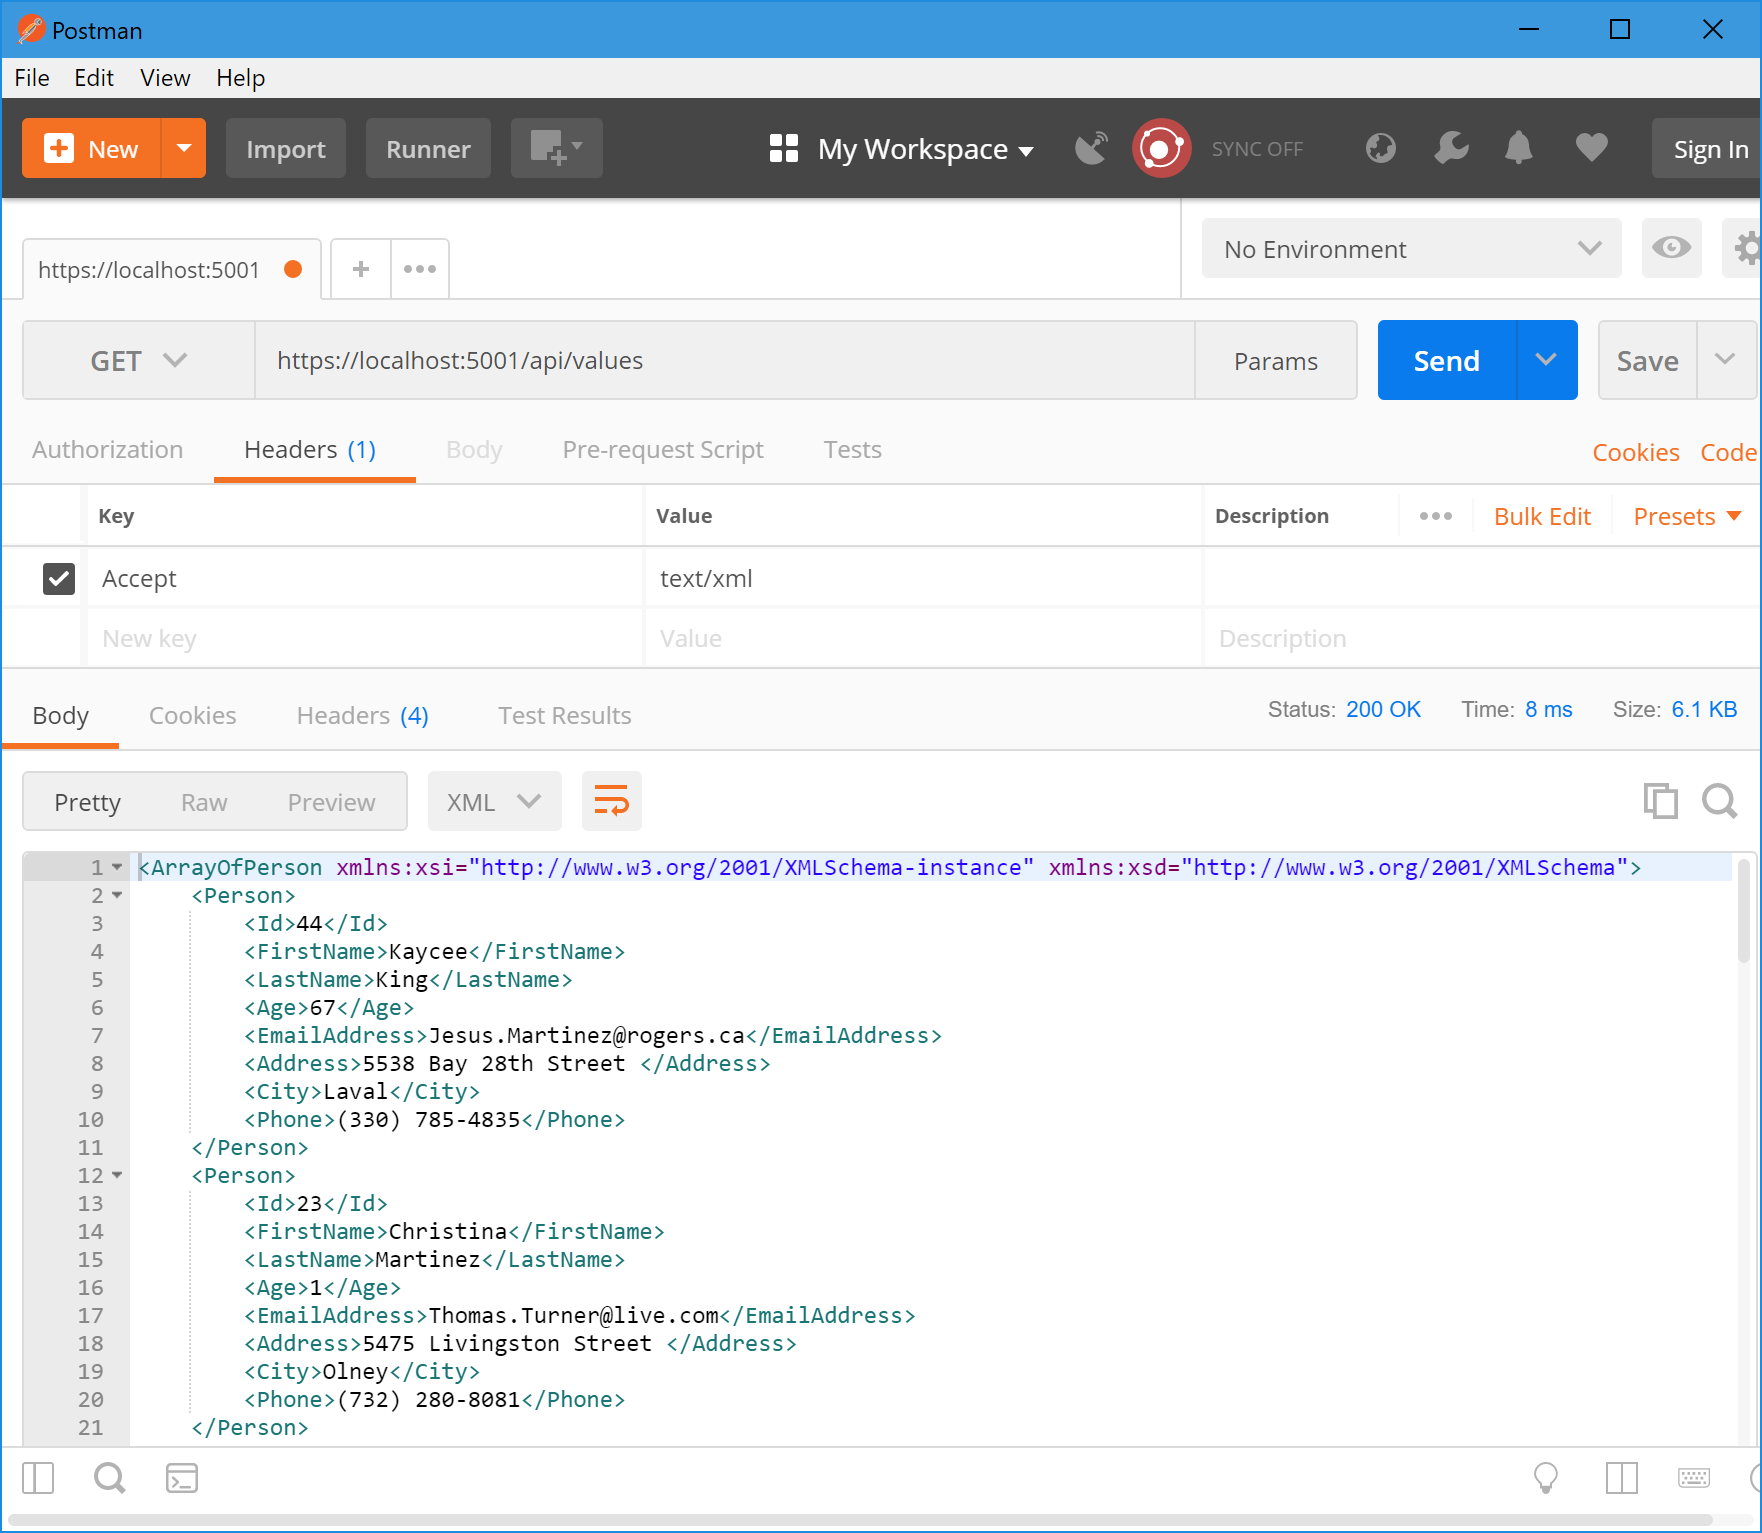 Postman
File Edit View Help
New Import Runner My Workspace SYNC OFF Sign In
https://localhost:5001 No Environment
GET https://localhost:5001/api/values Params Send Save
Authorization Headers (1) Body Pre-request Script Tests Cookies Code
Key Value Description Bulk Edit Presets
Accept text/xml
New key Value Description
Body Cookies Headers (4) Test Results Status: 200 OK Time: 8 ms Size: 6.1 KB
Pretty Raw Preview XML
1 <ArrayOfPerson xmlns:xsi="http://www.w3.org/2001/XMLSchema-instance" xmlns:xsd="http://www.w3.org/2001/XMLSchema">
2 <Person>
3 <Id>44</Id>
4 <FirstName>Kaycee</FirstName>
5 <LastName>King</LastName>
6 <Age>67</Age>
7 <EmailAddress>Jesus.Martinez@rogers.ca</EmailAddress>
8 <Address>5538 Bay 28th Street </Address>
9 <City>Laval</City>
10 <Phone>(330) 785-4835</Phone>
11 </Person>
12 <Person>
13 <Id>23</Id>
14 <FirstName>Christina</FirstName>
15 <LastName>Martinez</LastName>
16 <Age>1</Age>
17 <EmailAddress>Thomas.Turner@live.com</EmailAddress>
18 <Address>5475 Livingston Street </Address>
19 <City>Olney</City>
20 <Phone>(732) 280-8081</Phone>
21 </Person>